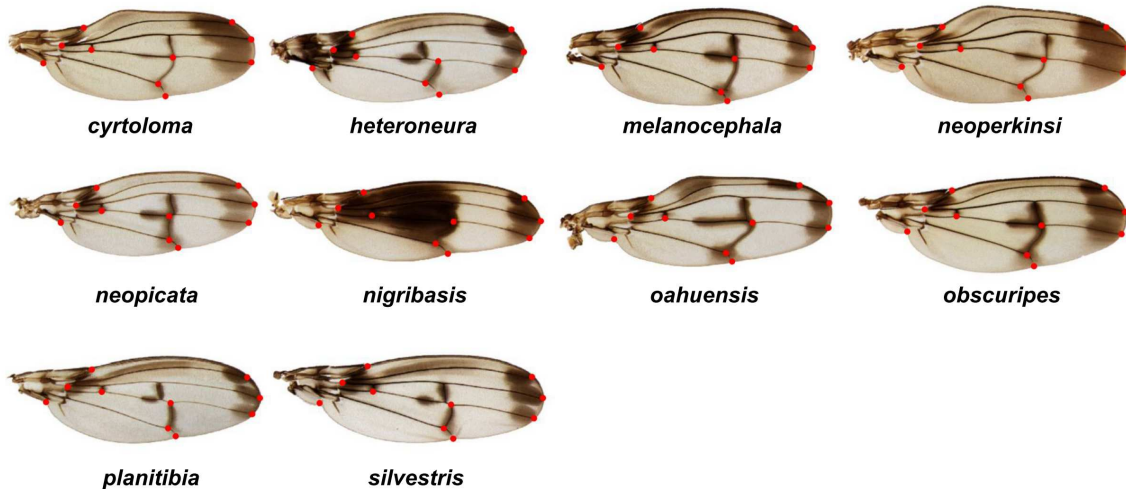 cyrtoloma heteroneura melanocephala neoperkinsi
neopicata nigribasis oahuensis obscuripes
planitibia silvestris